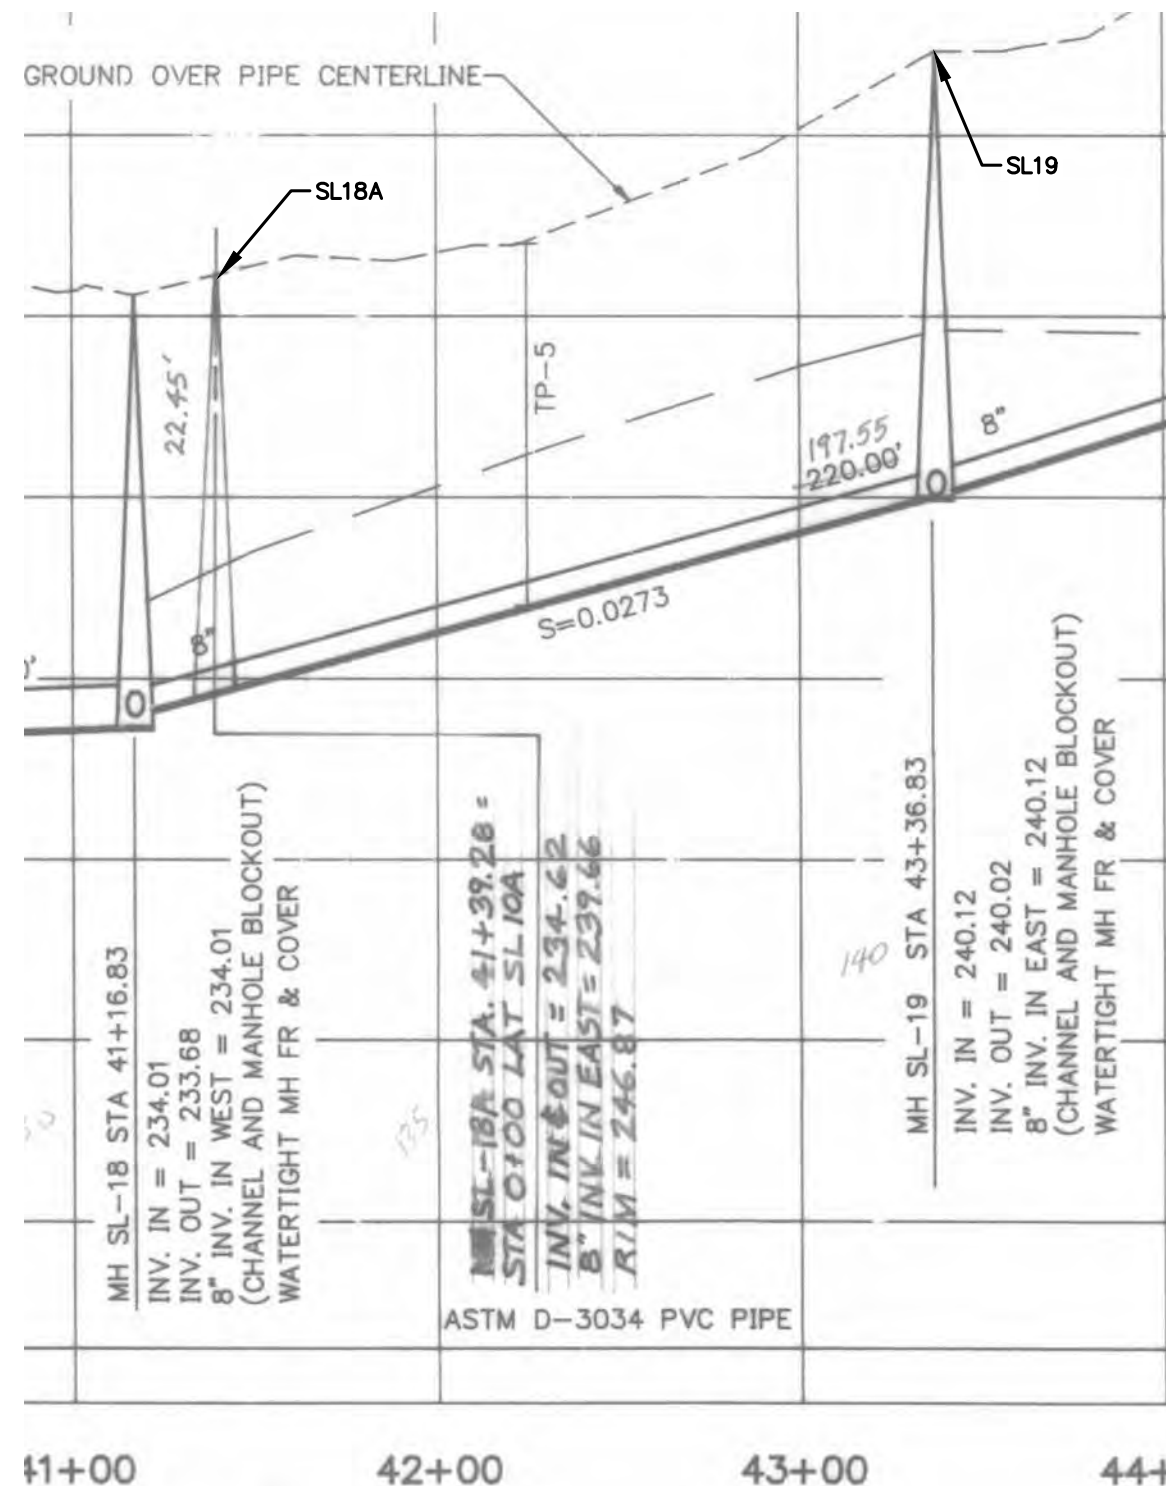 GROUND OVER PIPE CENTERLINE
SL18A
SL19
22.45'
TP-5
197.55
220.00'
8"
8"
S=0.0273
MH SL-18 STA 41+16.83
INV. IN = 234.01
INV. OUT = 233.68
8" INV. IN WEST = 234.01
(CHANNEL AND MANHOLE BLOCKOUT)
WATERTIGHT MH FR & COVER
SL-18A STA. 41+39.28 =
STA 0+00 LAT SL10A
INV. IN & OUT = 234.62
8" INV. IN EAST = 239.66
RIM = 246.87
140
MH SL-19 STA 43+36.83
INV. IN = 240.12
INV. OUT = 240.02
8" INV. IN EAST = 240.12
(CHANNEL AND MANHOLE BLOCKOUT)
WATERTIGHT MH FR & COVER
135
ASTM D-3034 PVC PIPE
41+00
42+00
43+00
44+